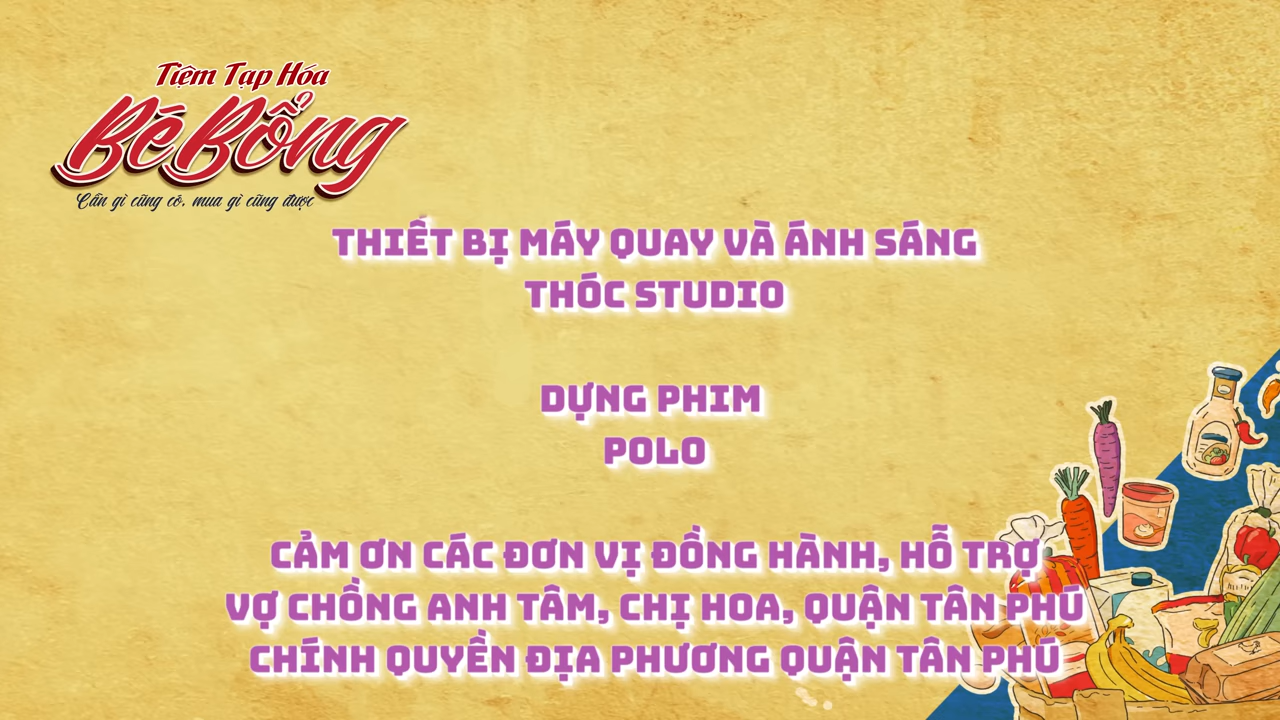 Tiệm Tạp Hóa
Bé Bổng
Cần gì cũng có, mua gì cũng được
THIẾT BỊ MÁY QUAY VÀ ÁNH SÁNG
THÓC STUDIO
DỰNG PHIM
POLO
CẢM ƠN CÁC ĐƠN VỊ ĐỒNG HÀNH, HỖ TRỢ
VỢ CHỒNG ANH TÂM, CHỊ HOA, QUẬN TÂN PHÚ
CHÍNH QUYỀN ĐỊA PHƯƠNG QUẬN TÂN PHÚ